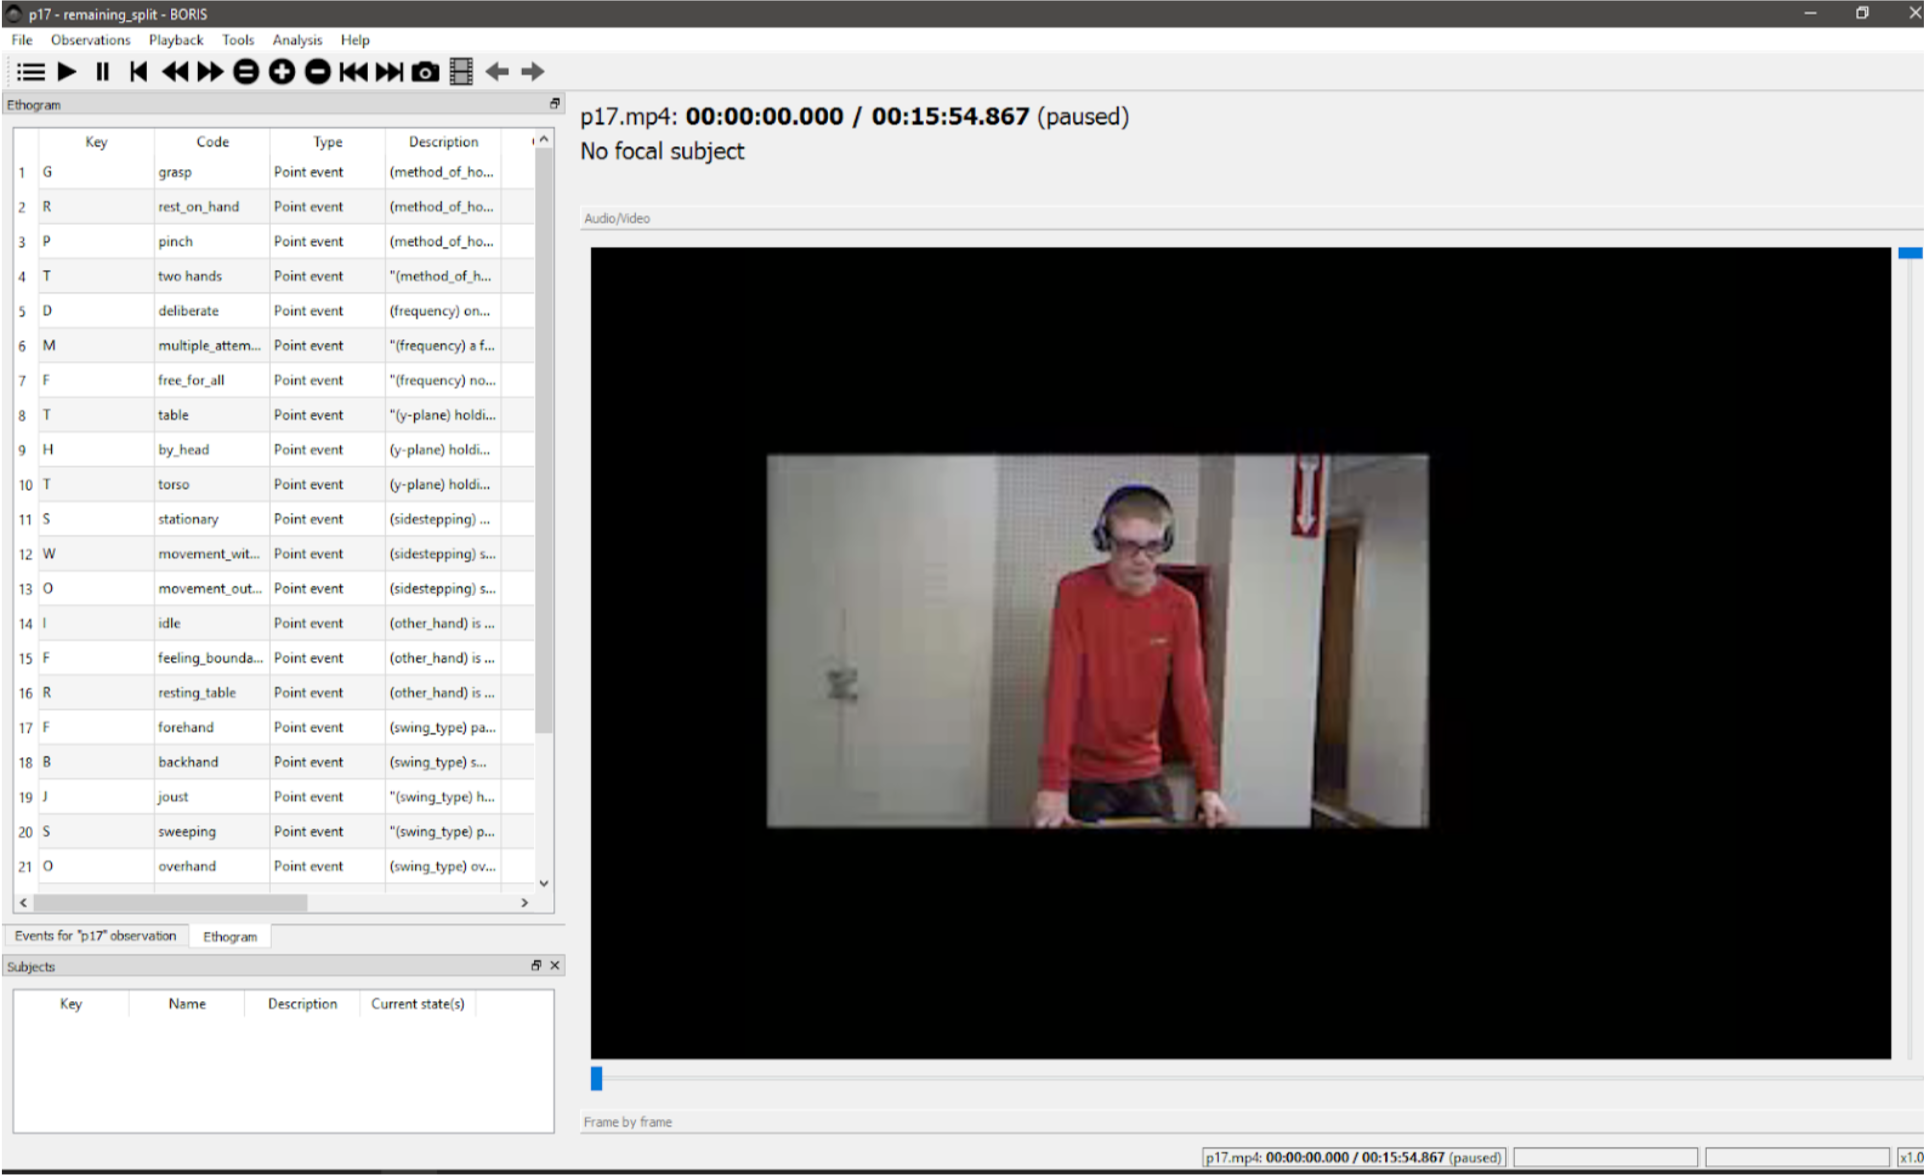 p17 - remaining_split - BORIS
File Observations Playback Tools Analysis Help
Ethogram
Key Code Type Description
1 G grasp Point event (method_of_ho...
2 R rest_on_hand Point event (method_of_ho...
3 P pinch Point event (method_of_ho...
4 T two hands Point event "(method_of_h...
5 D deliberate Point event (frequency) on...
6 M multiple_attem... Point event "(frequency) a f...
7 F free_for_all Point event "(frequency) no...
8 T table Point event "(y-plane) holdi...
9 H by_head Point event (y-plane) holdi...
10 T torso Point event (y-plane) holdi...
11 S stationary Point event (sidestepping) ...
12 W movement_wit... Point event (sidestepping) s...
13 O movement_out... Point event (sidestepping) s...
14 I idle Point event (other_hand) is ...
15 F feeling_bounda... Point event (other_hand) is ...
16 R resting_table Point event (other_hand) is ...
17 F forehand Point event (swing_type) pa...
18 B backhand Point event (swing_type) s...
19 J joust Point event "(swing_type) h...
20 S sweeping Point event "(swing_type) p...
21 O overhand Point event (swing_type) ov...
Events for "p17" observation Ethogram
Subjects
Key Name Description Current state(s)
p17.mp4: 00:00:00.000 / 00:15:54.867 (paused)
No focal subject
Audio/Video
Frame by frame
p17.mp4: 00:00:00.000 / 00:15:54.867 (paused) x1.0